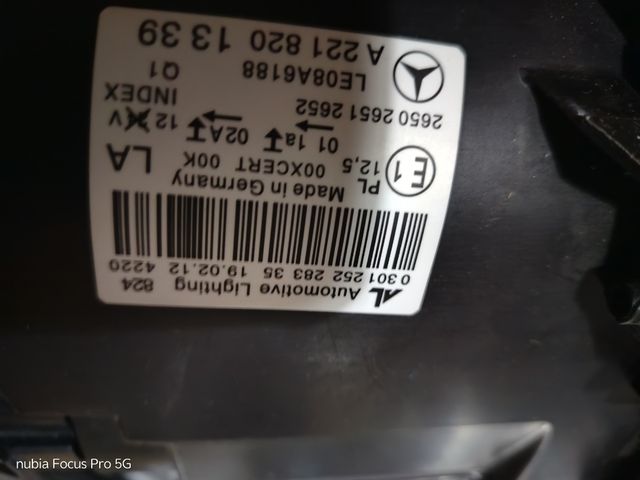 AL Automotive Lighting 824
0 301 252 283 35 19.02.12 4220
PL Made in Germany
E1 12,5 00XCERT 00K LA
01 1a 02A 12 V
2650 2651 2652 INDEX
LE08A6188 Q1
A 221 820 13 39
nubia Focus Pro 5G